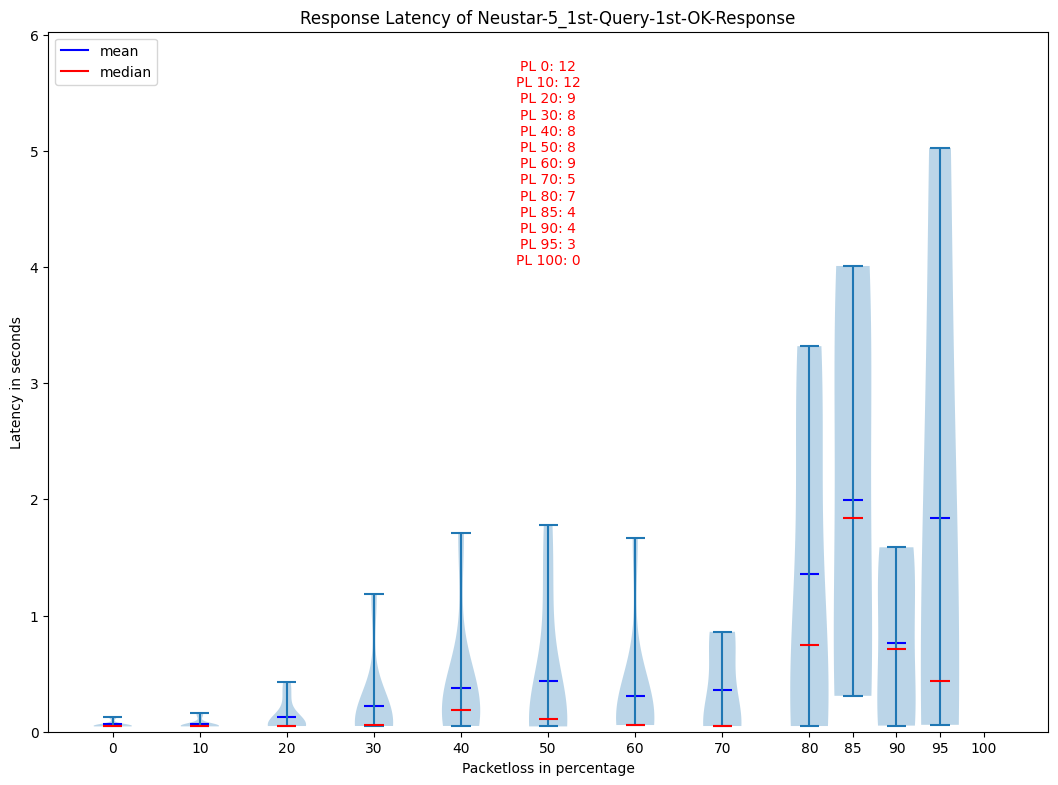 Response Latency of Neustar-5_1st-Query-1st-OK-Response
mean
median
PL 0: 12
PL 10: 12
PL 20: 9
PL 30: 8
PL 40: 8
PL 50: 8
PL 60: 9
PL 70: 5
PL 80: 7
PL 85: 4
PL 90: 4
PL 95: 3
PL 100: 0
Latency in seconds
6
5
4
3
2
1
0
0 10 20 30 40 50 60 70 80 85 90 95 100
Packetloss in percentage